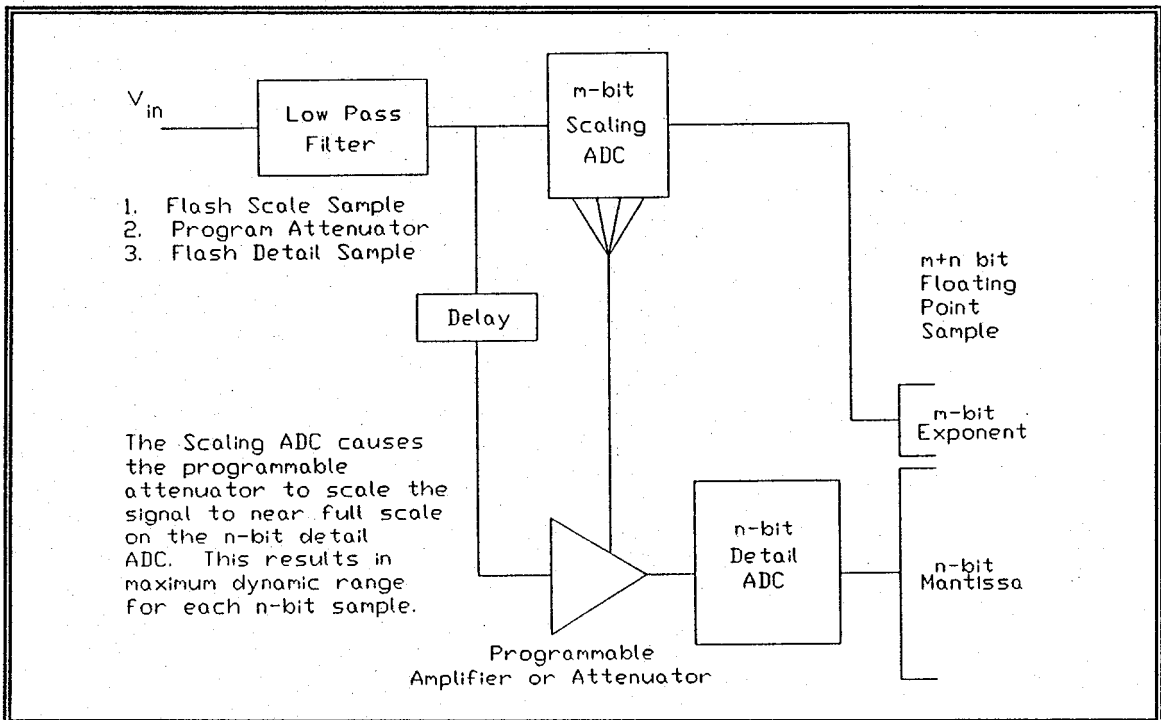 V in
Low Pass
Filter
m-bit
Scaling
ADC
1. Flash Scale Sample
2. Program Attenuator
3. Flash Detail Sample
m+n bit
Floating
Point
Sample
Delay
m-bit
Exponent
The Scaling ADC causes
the programmable
attenuator to scale the
signal to near full scale
on the n-bit detail
ADC. This results in
maximum dynamic range
for each n-bit sample.
n-bit
Detail
ADC
n-bit
Mantissa
Programmable
Amplifier or Attenuator